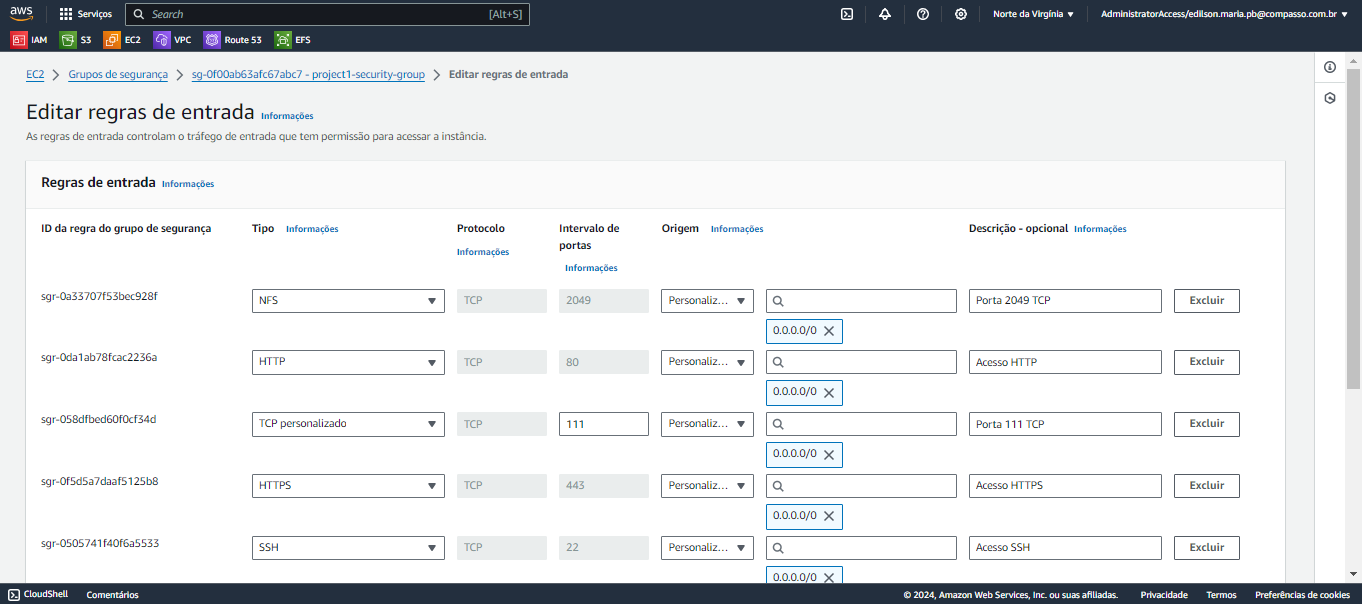 aws
Serviços
Search
[Alt+S]
Norte da Virgínia
AdministratorAccess/edilson.maria.pb@compasso.com.br
IAM S3 EC2 VPC Route 53 EFS
EC2 > Grupos de segurança > sg-0f00ab63afc67abc7 - project1-security-group > Editar regras de entrada
Editar regras de entrada Informações
As regras de entrada controlam o tráfego de entrada que tem permissão para acessar a instância.
Regras de entrada Informações
ID da regra do grupo de segurança
Tipo Informações
Protocolo
Informações
Intervalo de
portas
Informações
Origem Informações
Descrição - opcional Informações
sgr-0a33707f53bec928f NFS TCP 2049 Personaliz... Porta 2049 TCP Excluir
0.0.0.0/0
sgr-0da1ab78fcac2236a HTTP TCP 80 Personaliz... Acesso HTTP Excluir
0.0.0.0/0
sgr-058dfbed60f0cf34d TCP personalizado TCP 111 Personaliz... Porta 111 TCP Excluir
0.0.0.0/0
sgr-0f5d5a7daaf5125b8 HTTPS TCP 443 Personaliz... Acesso HTTPS Excluir
0.0.0.0/0
sgr-0505741f40f6a5533 SSH TCP 22 Personaliz... Acesso SSH Excluir
0.0.0.0/0
CloudShell Comentários © 2024, Amazon Web Services, Inc. ou suas afiliadas. Privacidade Termos Preferências de cookies